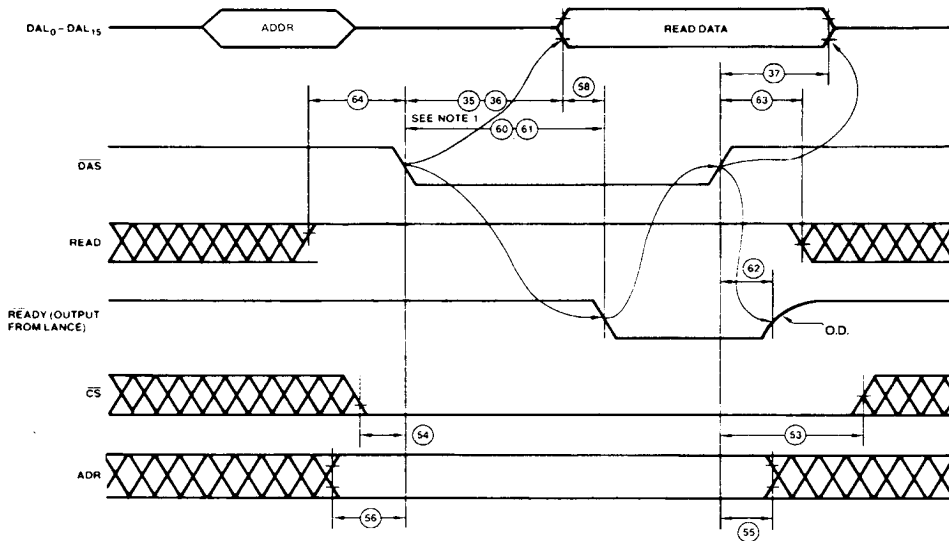 DAL0 – DAL15
ADDR
READ DATA
37
64
35
36
58
63
SEE NOTE 1
60
61
DAS
READ
62
READY (OUTPUT
FROM LANCE)
O.D.
CS
54
53
ADR
56
55